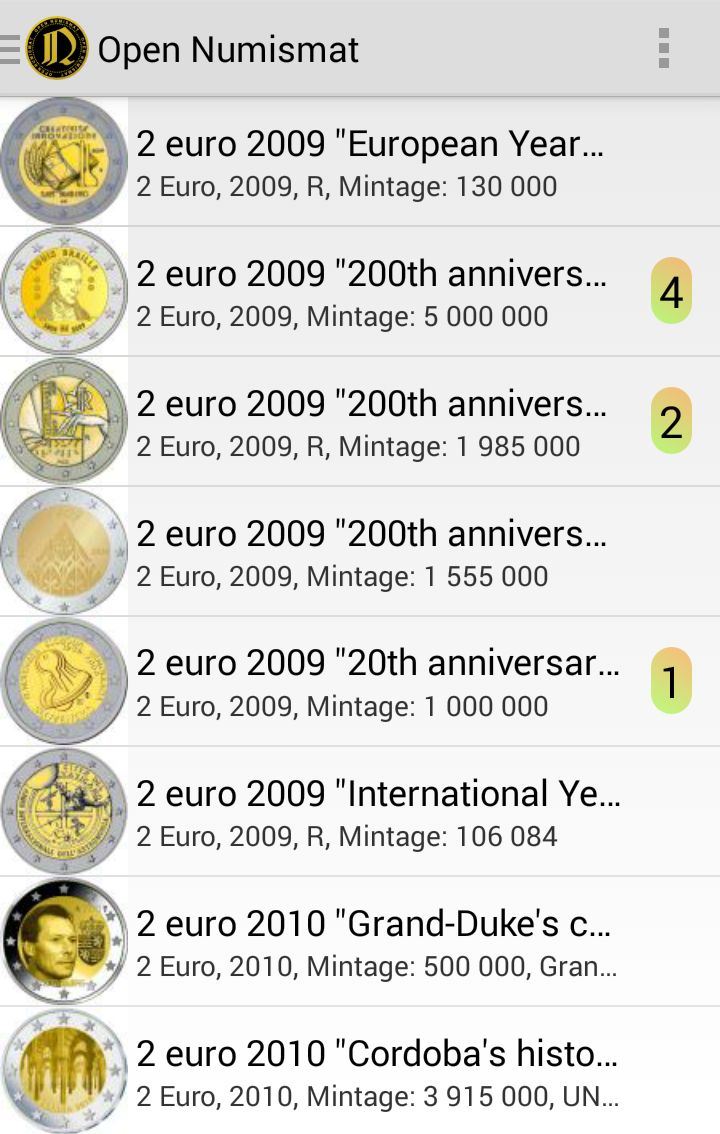 Open Numismat
2 euro 2009 "European Year...
2 Euro, 2009, R, Mintage: 130 000
2 euro 2009 "200th annivers...
2 Euro, 2009, Mintage: 5 000 000
4
LOUIS BRAILLE
2 euro 2009 "200th annivers...
2 Euro, 2009, R, Mintage: 1 985 000
2
2 euro 2009 "200th annivers...
2 Euro, 2009, Mintage: 1 555 000
2 euro 2009 "20th anniversar...
2 Euro, 2009, Mintage: 1 000 000
1
2 euro 2009 "International Ye...
2 Euro, 2009, R, Mintage: 106 084
2 euro 2010 "Grand-Duke's c...
2 Euro, 2010, Mintage: 500 000, Gran...
2 euro 2010 "Cordoba's histo...
2 Euro, 2010, Mintage: 3 915 000, UN...